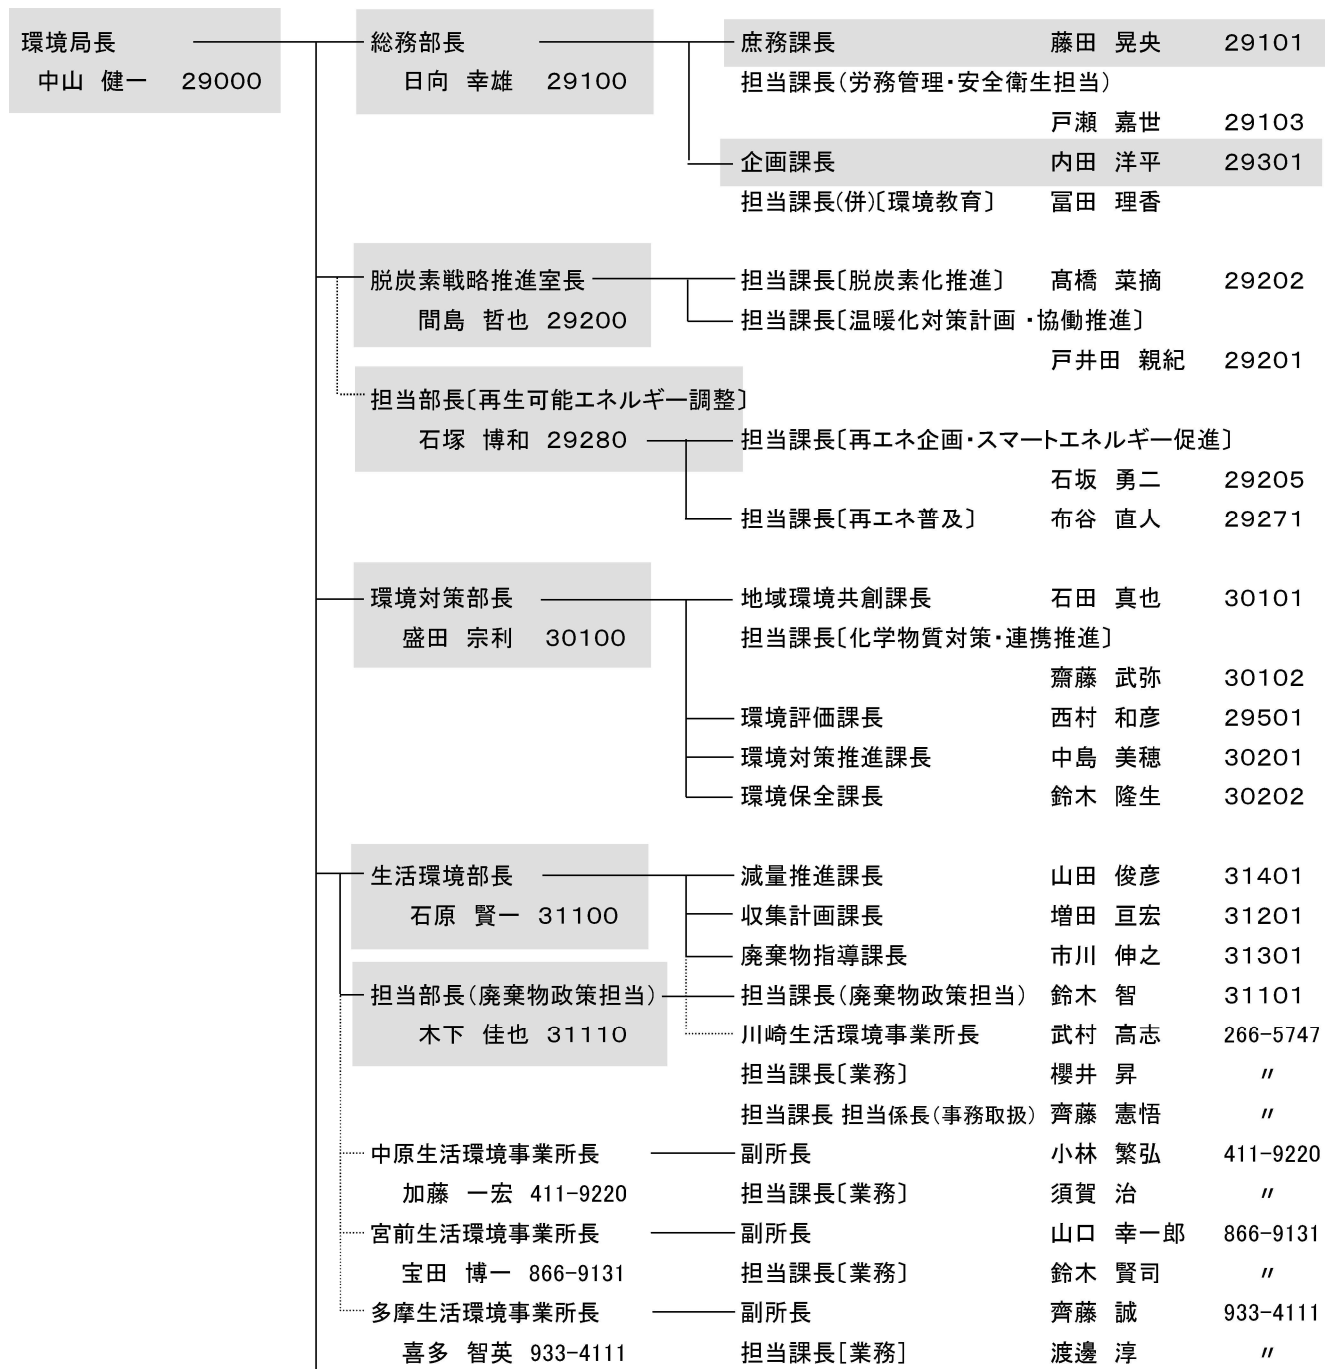 環境局長 総務部長 庶務課長 藤田 晃央 29101
中山 健一 29000 日向 幸雄 29100 担当課長(労務管理・安全衛生担当)
戸瀬 嘉世 29103
企画課長 内田 洋平 29301
担当課長(併)〔環境教育〕 冨田 理香
脱炭素戦略推進室長 担当課長〔脱炭素化推進〕 髙橋 菜摘 29202
間島 哲也 29200 担当課長〔温暖化対策計画・協働推進〕
戸井田 親紀 29201
担当部長〔再生可能エネルギー調整〕
石塚 博和 29280 担当課長〔再エネ企画・スマートエネルギー促進〕
石坂 勇二 29205
担当課長〔再エネ普及〕 布谷 直人 29271
環境対策部長 地域環境共創課長 石田 真也 30101
盛田 宗利 30100 担当課長〔化学物質対策・連携推進〕
齋藤 武弥 30102
環境評価課長 西村 和彦 29501
環境対策推進課長 中島 美穂 30201
環境保全課長 鈴木 隆生 30202
生活環境部長 減量推進課長 山田 俊彦 31401
石原 賢一 31100 収集計画課長 増田 亘宏 31201
廃棄物指導課長 市川 伸之 31301
担当部長(廃棄物政策担当) 担当課長(廃棄物政策担当) 鈴木 智 31101
木下 佳也 31110 川崎生活環境事業所長 武村 高志 266-5747
担当課長〔業務〕 櫻井 昇 〃
担当課長 担当係長(事務取扱) 齊藤 憲悟 〃
中原生活環境事業所長 副所長 小林 繁弘 411-9220
加藤 一宏 411-9220 担当課長〔業務〕 須賀 治 〃
宮前生活環境事業所長 副所長 山口 幸一郎 866-9131
宝田 博一 866-9131 担当課長〔業務〕 鈴木 賢司 〃
多摩生活環境事業所長 副所長 齊藤 誠 933-4111
喜多 智英 933-4111 担当課長[業務] 渡邊 淳 〃